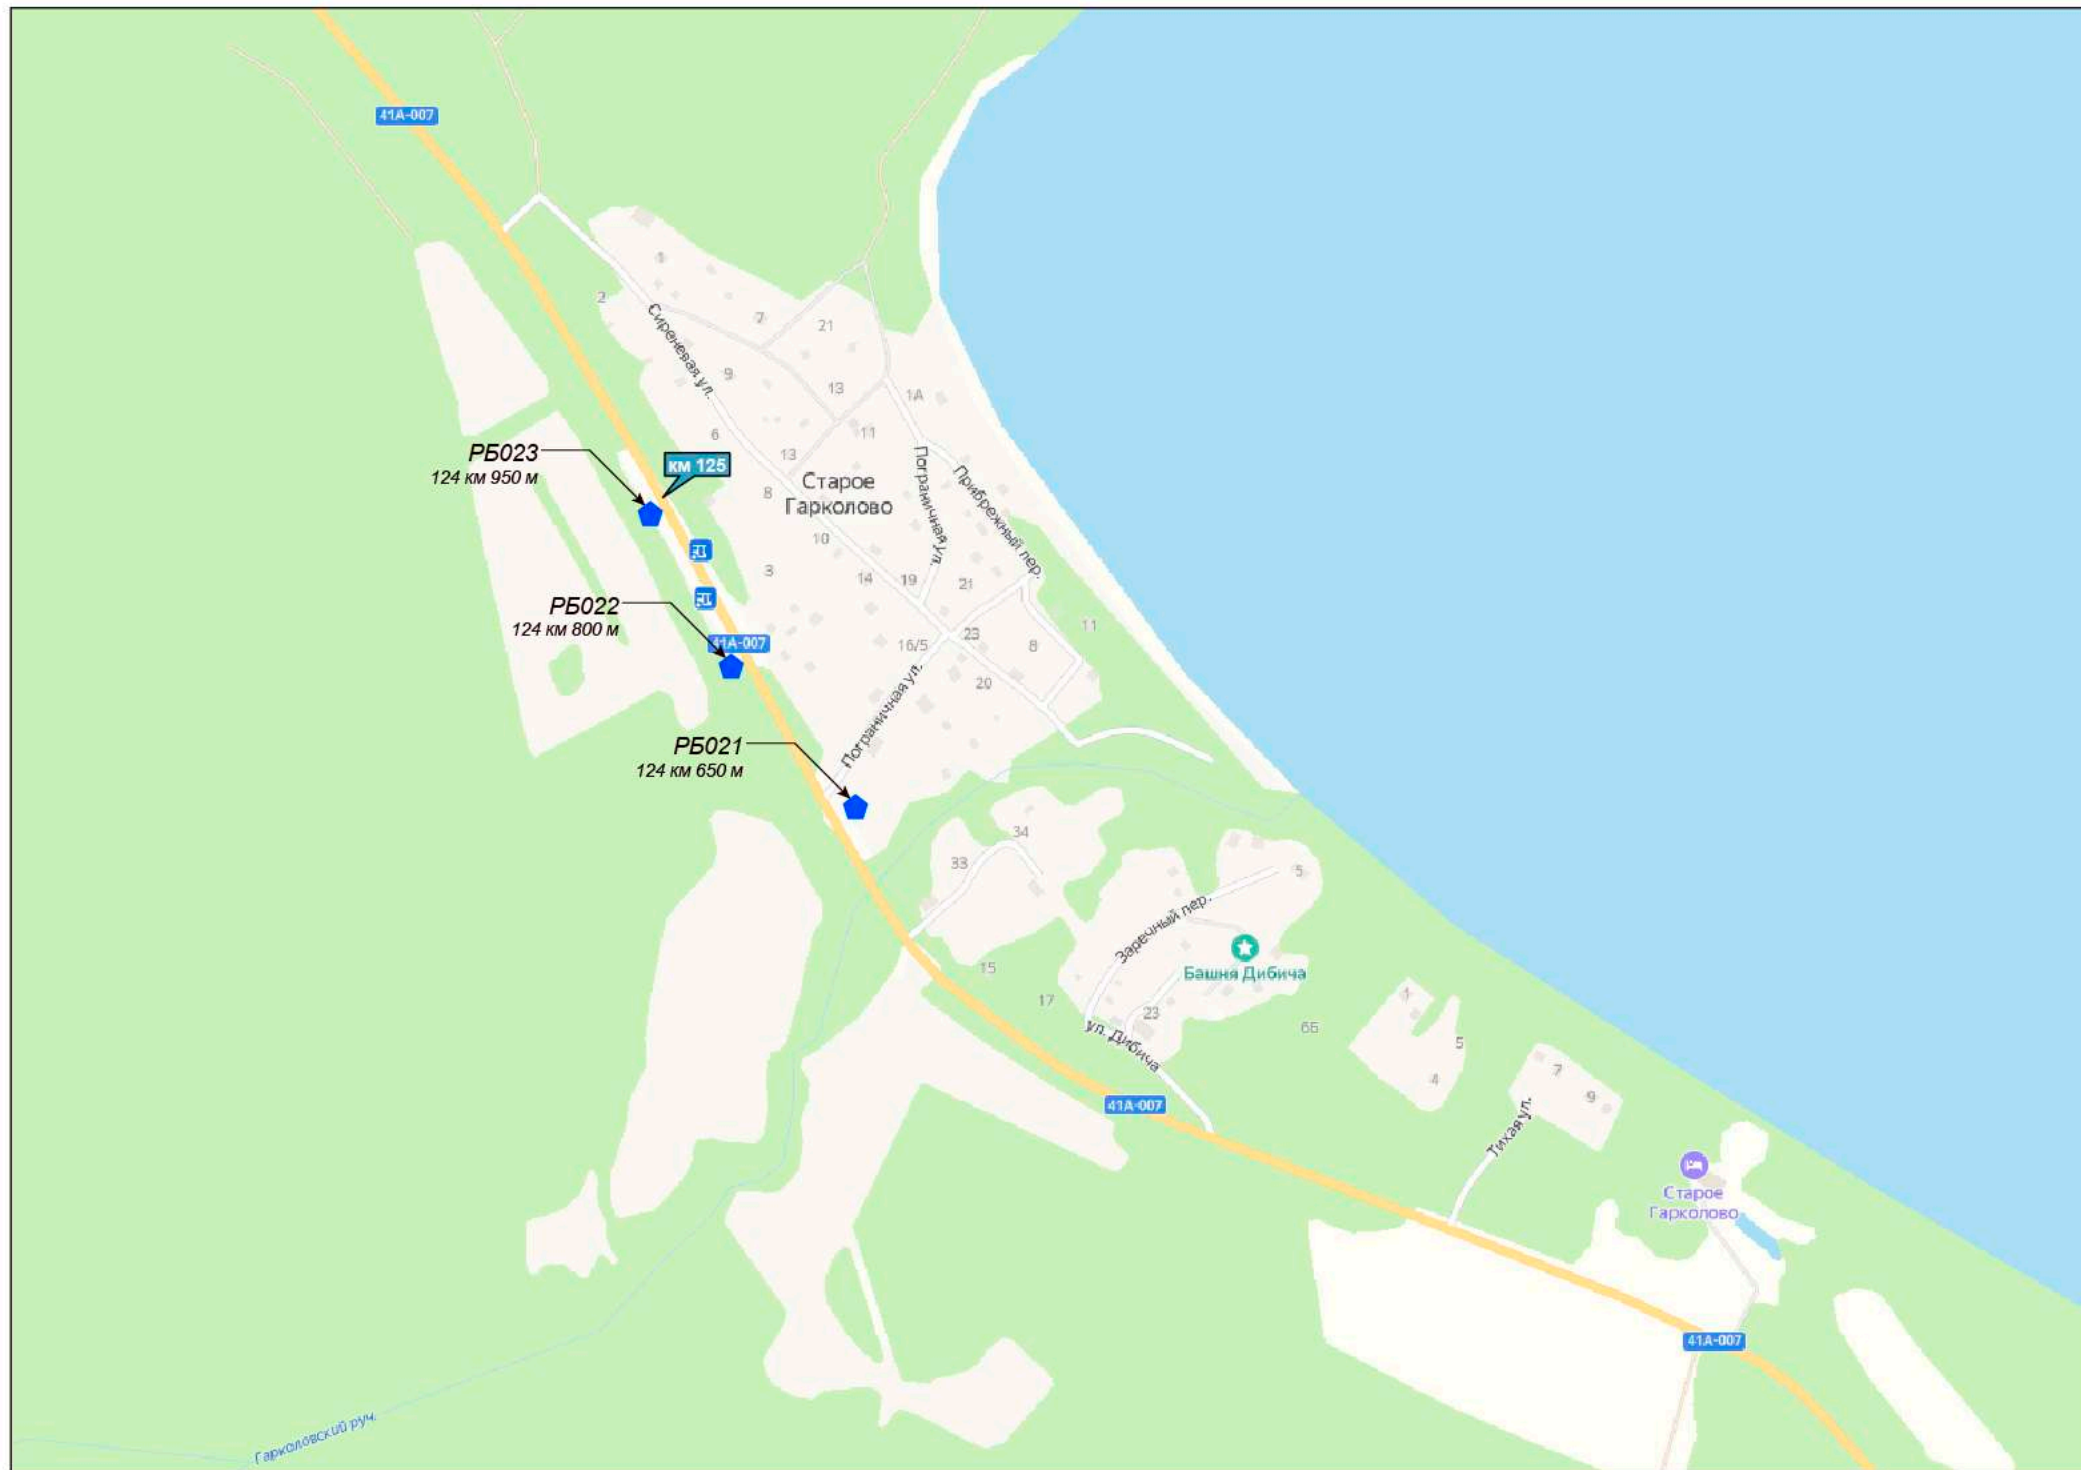 41А-007
1
2
7
21
Сиреневая ул.
9
13
1А
6
11
РБ023
124 км 950 м
км 125
13
Старое
Гарколово
8
Пограничная ул.
Прибрежный пер.
10
3
14
19
21
РБ022
124 км 800 м
41А-007
16/5
23
8
11
20
Пограничная ул.
РБ021
124 км 650 м
34
33
5
Заречный пер.
Башня Дибича
15
17
23
ул. Дибича
6Б
1
5
4
7
9
41А-007
Тихая ул.
Старое
Гарколово
41А-007
Гарколовский руч.